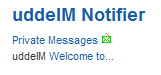 uddeIM Notifier
Private Messages
uddeIM Welcome to...